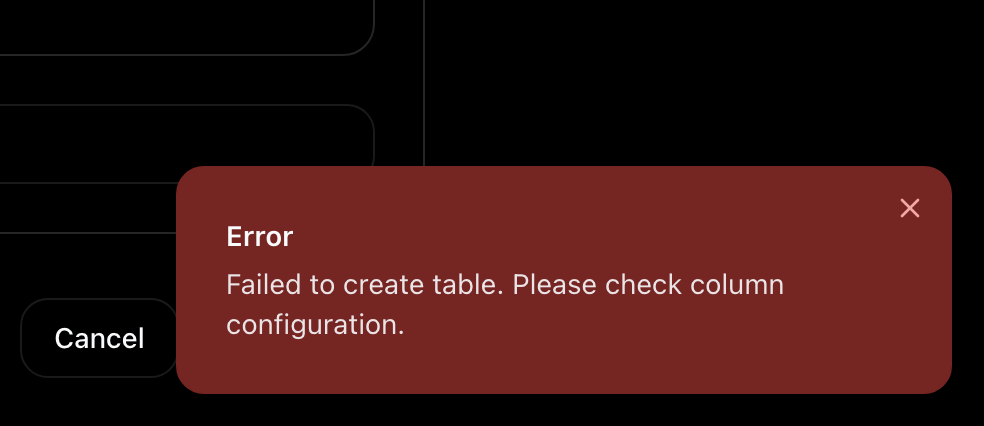 Error
Failed to create table. Please check column
configuration.
Cancel